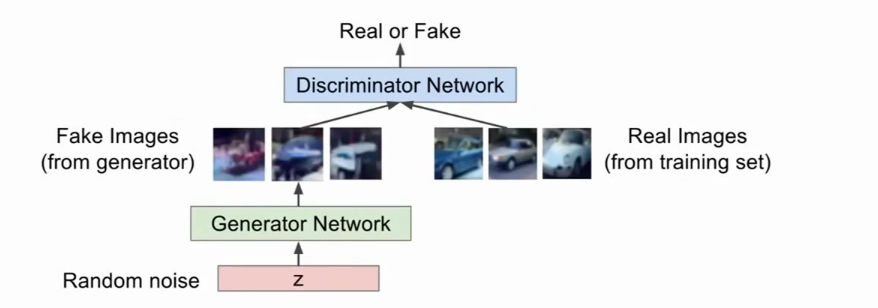 Real or Fake
Discriminator Network
Fake Images
(from generator)
Real Images
(from training set)
Generator Network
Random noise
z